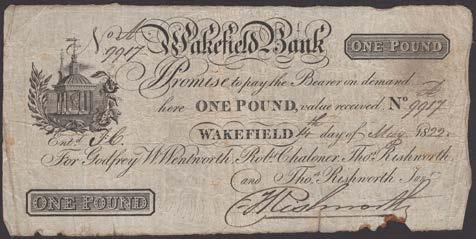 No 9917 Wakefield Bank
ONE POUND
I Promise to pay the Bearer on demand
here ONE POUND, value received. No 9917.
WAKEFIELD 14th day of May 1822.
Entd. J.C.
For Godfrey W. Wentworth, Robt. Chaloner Thos. Rishworth
and Thos. Rishworth Junr.
ONE POUND
T Rishworth